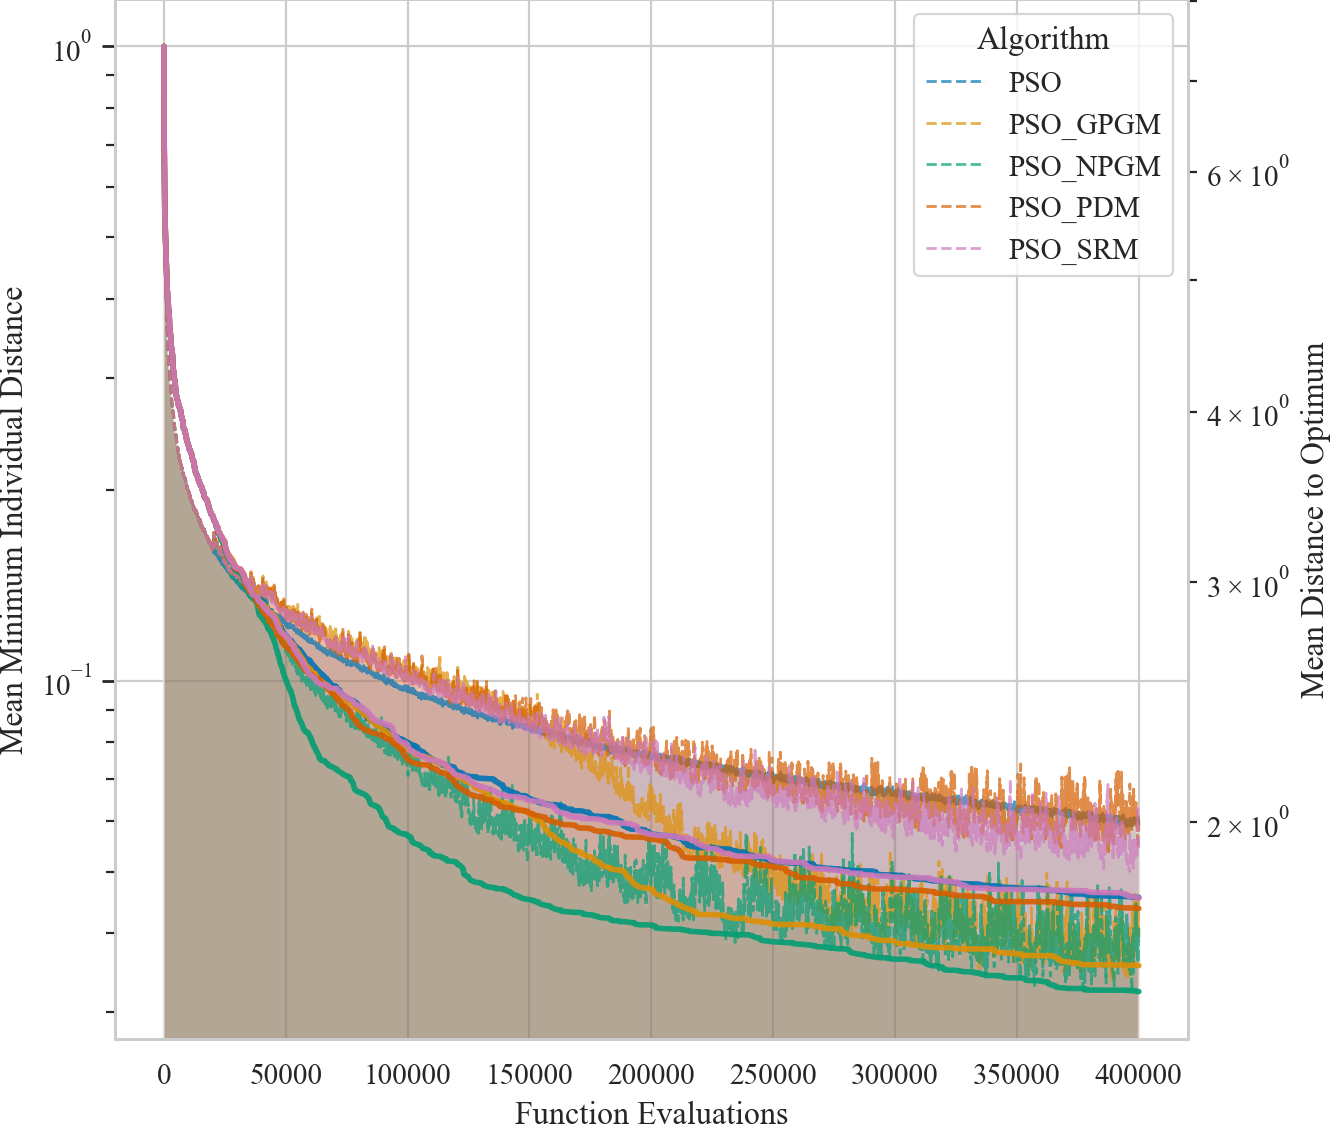 Algorithm
PSO
PSO_GPGM
PSO_NPGM
PSO_PDM
PSO_SRM
10^0
10^−1
Mean Minimum Individual Distance
6 × 10^0
4 × 10^0
3 × 10^0
2 × 10^0
Mean Distance to Optimum
0 50000 100000 150000 200000 250000 300000 350000 400000
Function Evaluations